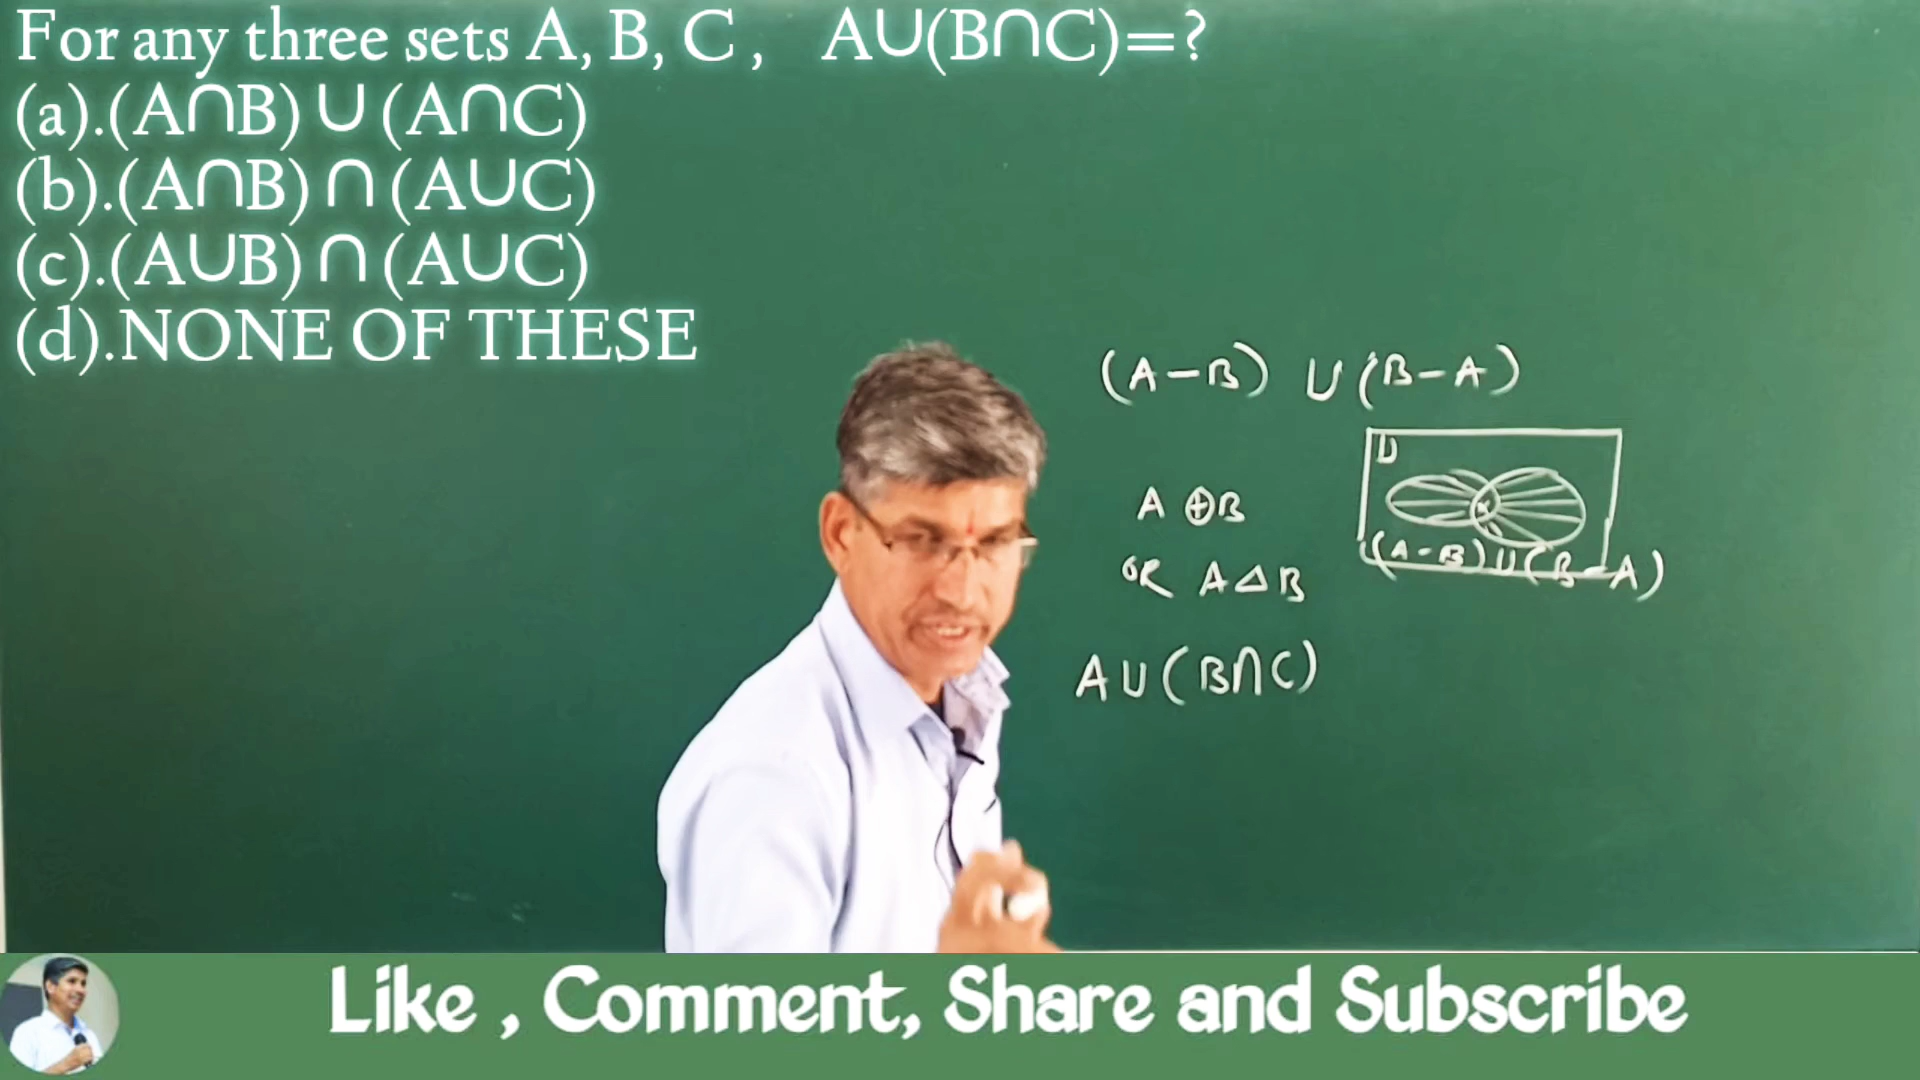 For any three sets A, B, C , A∪(B∩C)=?
(a).(A∩B) ∪ (A∩C)
(b).(A∩B) ∩ (A∪C)
(c).(A∪B) ∩ (A∪C)
(d).NONE OF THESE
(A-B) ∪ (B-A)
U
A ⊕ B
(A-B) ∪ (B-A)
OR A △ B
A ∪ (B∩C)
Like , Comment, Share and Subscribe